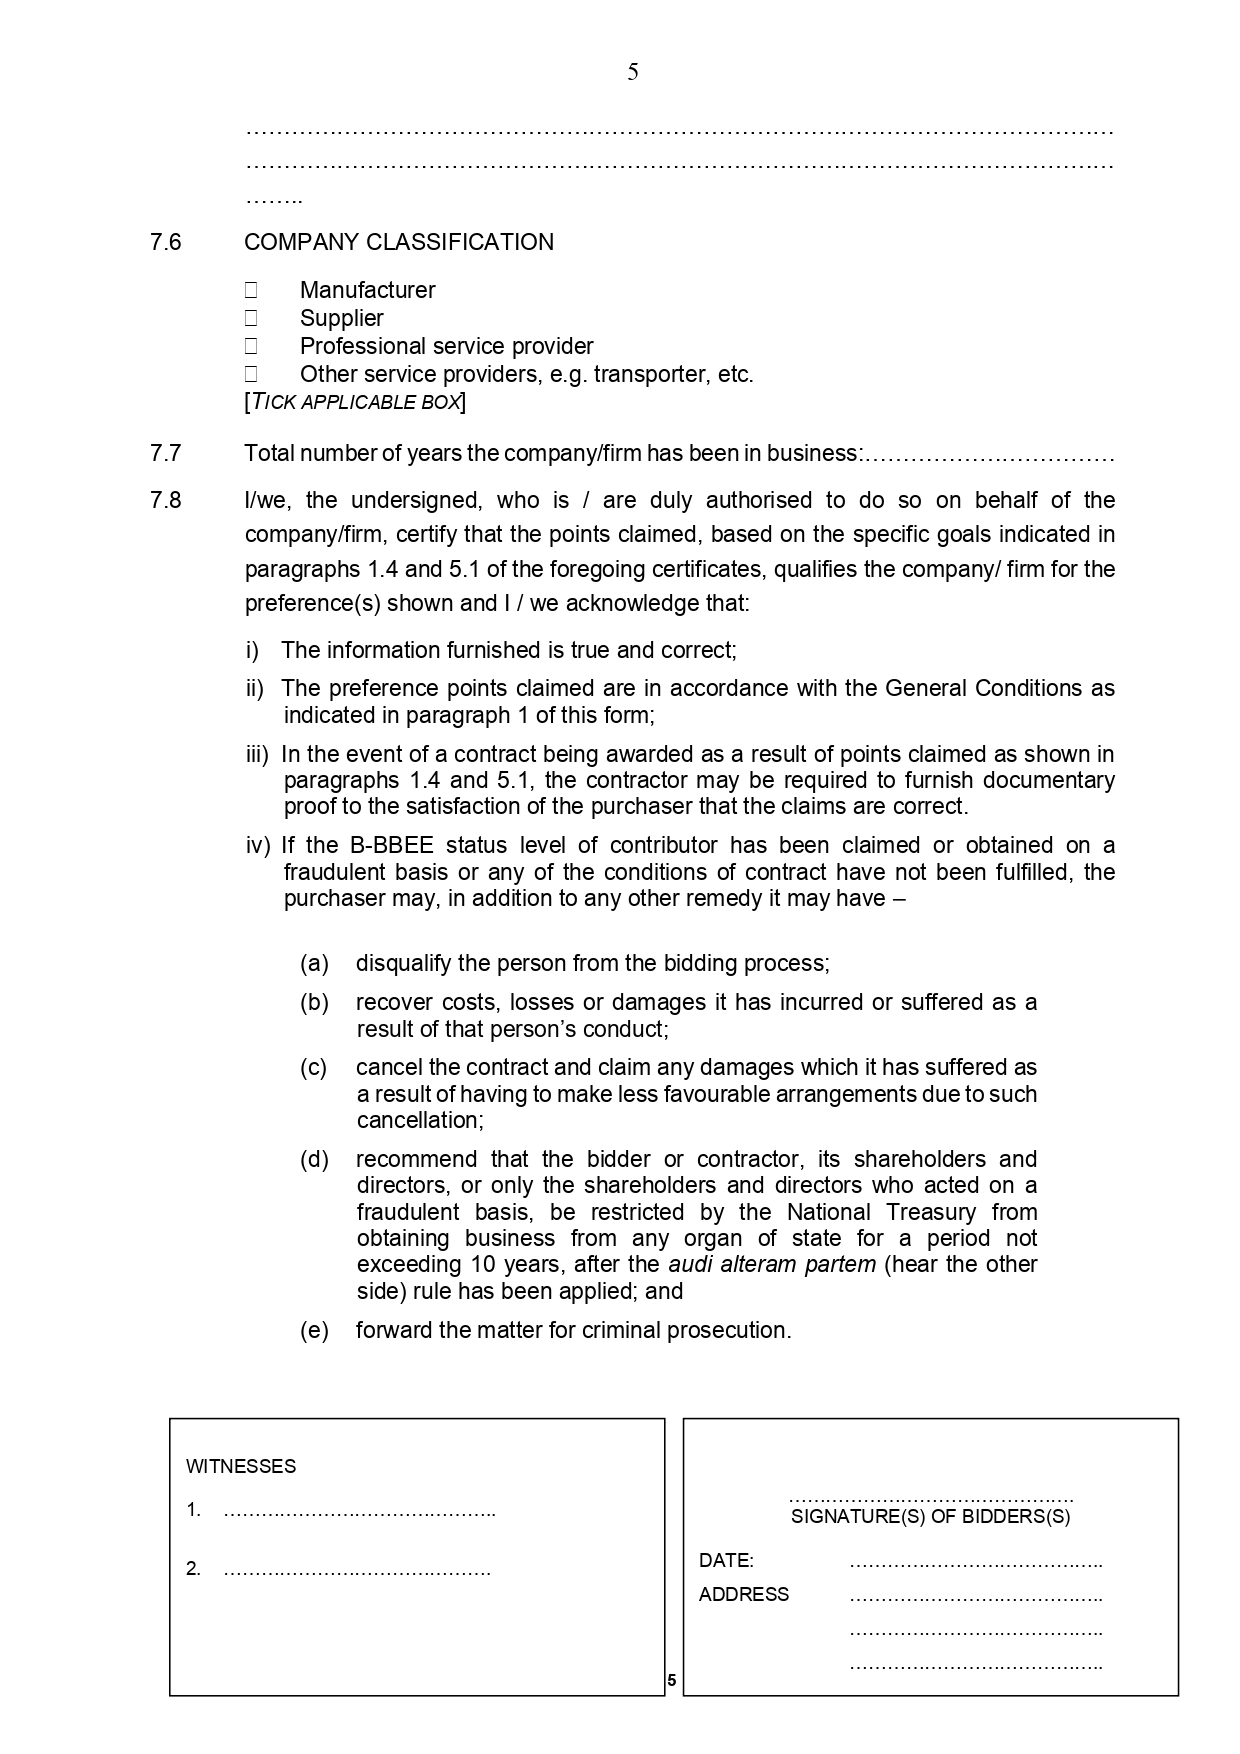 5
………….…………………………….…………………………….…………………………….…
………….…………………………….…………………………….…………………………….…
……..
7.6 COMPANY CLASSIFICATION
□ Manufacturer
□ Supplier
□ Professional service provider
□ Other service providers, e.g. transporter, etc.
[TICK APPLICABLE BOX]
7.7 Total number of years the company/firm has been in business:……………….……………
7.8 I/we, the undersigned, who is / are duly authorised to do so on behalf of the
company/firm, certify that the points claimed, based on the specific goals indicated in
paragraphs 1.4 and 5.1 of the foregoing certificates, qualifies the company/ firm for the
preference(s) shown and I / we acknowledge that:
i) The information furnished is true and correct;
ii) The preference points claimed are in accordance with the General Conditions as
indicated in paragraph 1 of this form;
iii) In the event of a contract being awarded as a result of points claimed as shown in
paragraphs 1.4 and 5.1, the contractor may be required to furnish documentary
proof to the satisfaction of the purchaser that the claims are correct.
iv) If the B-BBEE status level of contributor has been claimed or obtained on a
fraudulent basis or any of the conditions of contract have not been fulfilled, the
purchaser may, in addition to any other remedy it may have –
(a) disqualify the person from the bidding process;
(b) recover costs, losses or damages it has incurred or suffered as a
result of that person’s conduct;
(c) cancel the contract and claim any damages which it has suffered as
a result of having to make less favourable arrangements due to such
cancellation;
(d) recommend that the bidder or contractor, its shareholders and
directors, or only the shareholders and directors who acted on a
fraudulent basis, be restricted by the National Treasury from
obtaining business from any organ of state for a period not
exceeding 10 years, after the audi alteram partem (hear the other
side) rule has been applied; and
(e) forward the matter for criminal prosecution.
WITNESSES
1. ……….………………………………..
2. ……….……………………………….
……………………………………….
SIGNATURE(S) OF BIDDERS(S)
DATE: …………………………………..
ADDRESS …………………………………..
…………………………………..
…………………………………..
5